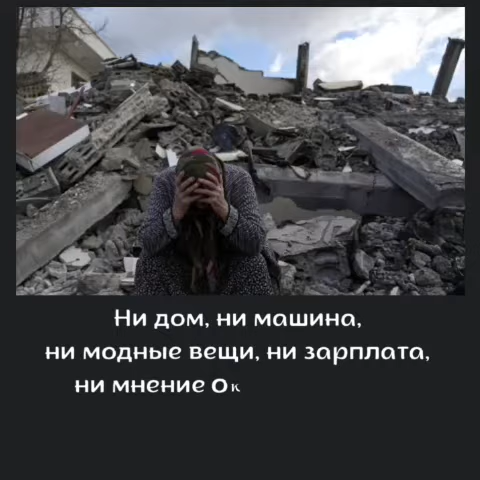 Ни дом, ни машина,
ни модные вещи, ни зарплата,
ни мнение ок